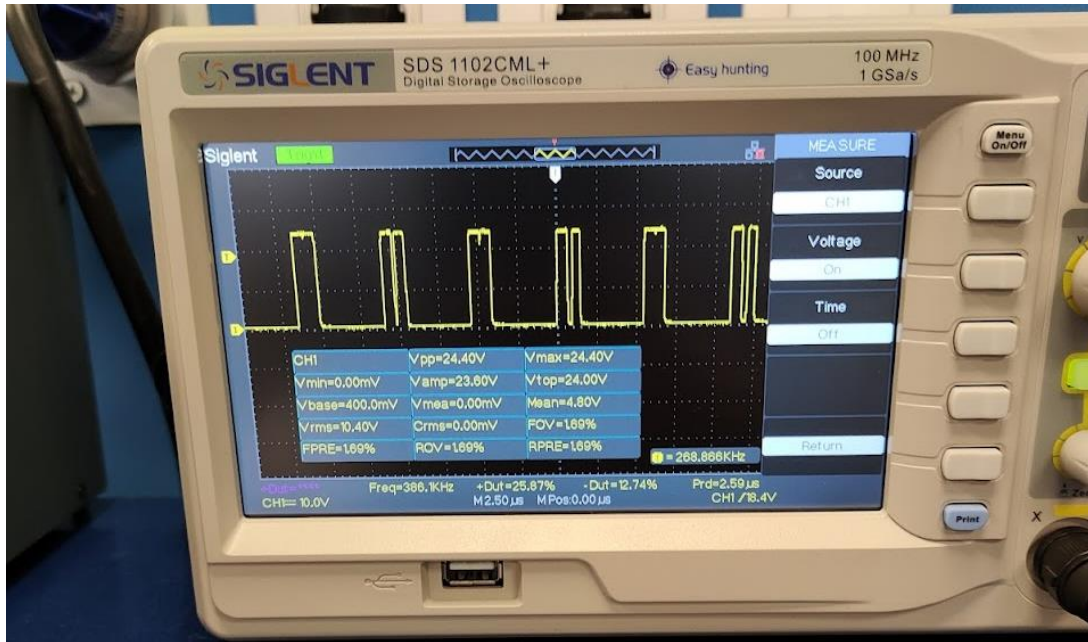 SIGLENT
SDS 1102CML+
Digital Storage Oscilloscope
Easy hunting
100 MHz
1 GSa/s
Menu
On/Off
Siglent Trig'd
MEASURE
Source
CH1
Voltage
On
Time
Off
Return
CH1 Vpp=24.40V Vmax=24.40V
Vmin=0.00mV Vamp=23.60V Vtop=24.00V
Vbase=400.0mV Vmea=0.00mV Mean=4.80V
Vrms=10.40V Crms=0.00mV FOV=1.69%
FPRE=1.69% ROV=1.69% RPRE=1.69%
= 268.866KHz
+Dut=**** Freq=386.1KHz +Dut=25.87% -Dut=12.74% Prd=2.59µs
CH1 10.0V M 2.50µs M Pos:0.00µs CH1 /18.4V
Print
X